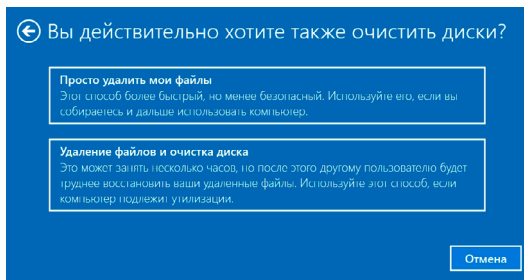 Вы действительно хотите также очистить диски?
Просто удалить мои файлы
Этот способ более быстрый, но менее безопасный. Используйте его, если вы
собираетесь и дальше использовать компьютер.
Удаление файлов и очистка диска
Это может занять несколько часов, но после этого другому пользователю будет
труднее восстановить ваши удаленные файлы. Используйте этот способ, если
компьютер подлежит утилизации.
Отмена